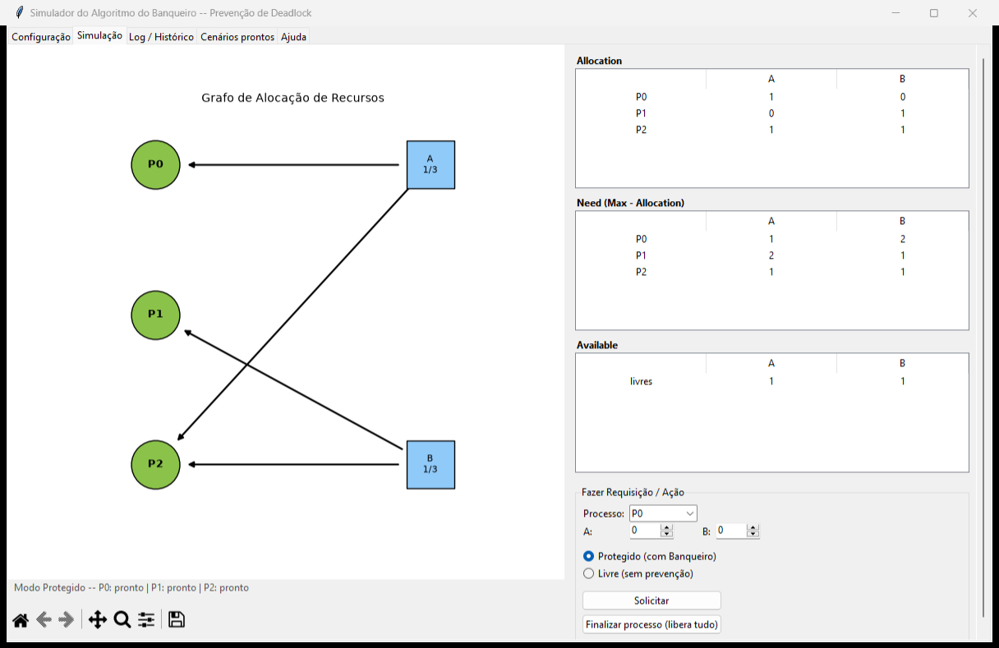 Simulador do Algoritmo do Banqueiro -- Prevenção de Deadlock
Configuração Simulação Log / Histórico Cenários prontos Ajuda
Grafo de Alocação de Recursos
P0
A
1/3
P1
P2
B
1/3
Modo Protegido -- P0: pronto | P1: pronto | P2: pronto
Allocation
A B
P0 1 0
P1 0 1
P2 1 1
Need (Max - Allocation)
A B
P0 1 2
P1 2 1
P2 1 1
Available
A B
livres 1 1
Fazer Requisição / Ação
Processo: P0
A: 0 B: 0
Protegido (com Banqueiro)
Livre (sem prevenção)
Solicitar
Finalizar processo (libera tudo)